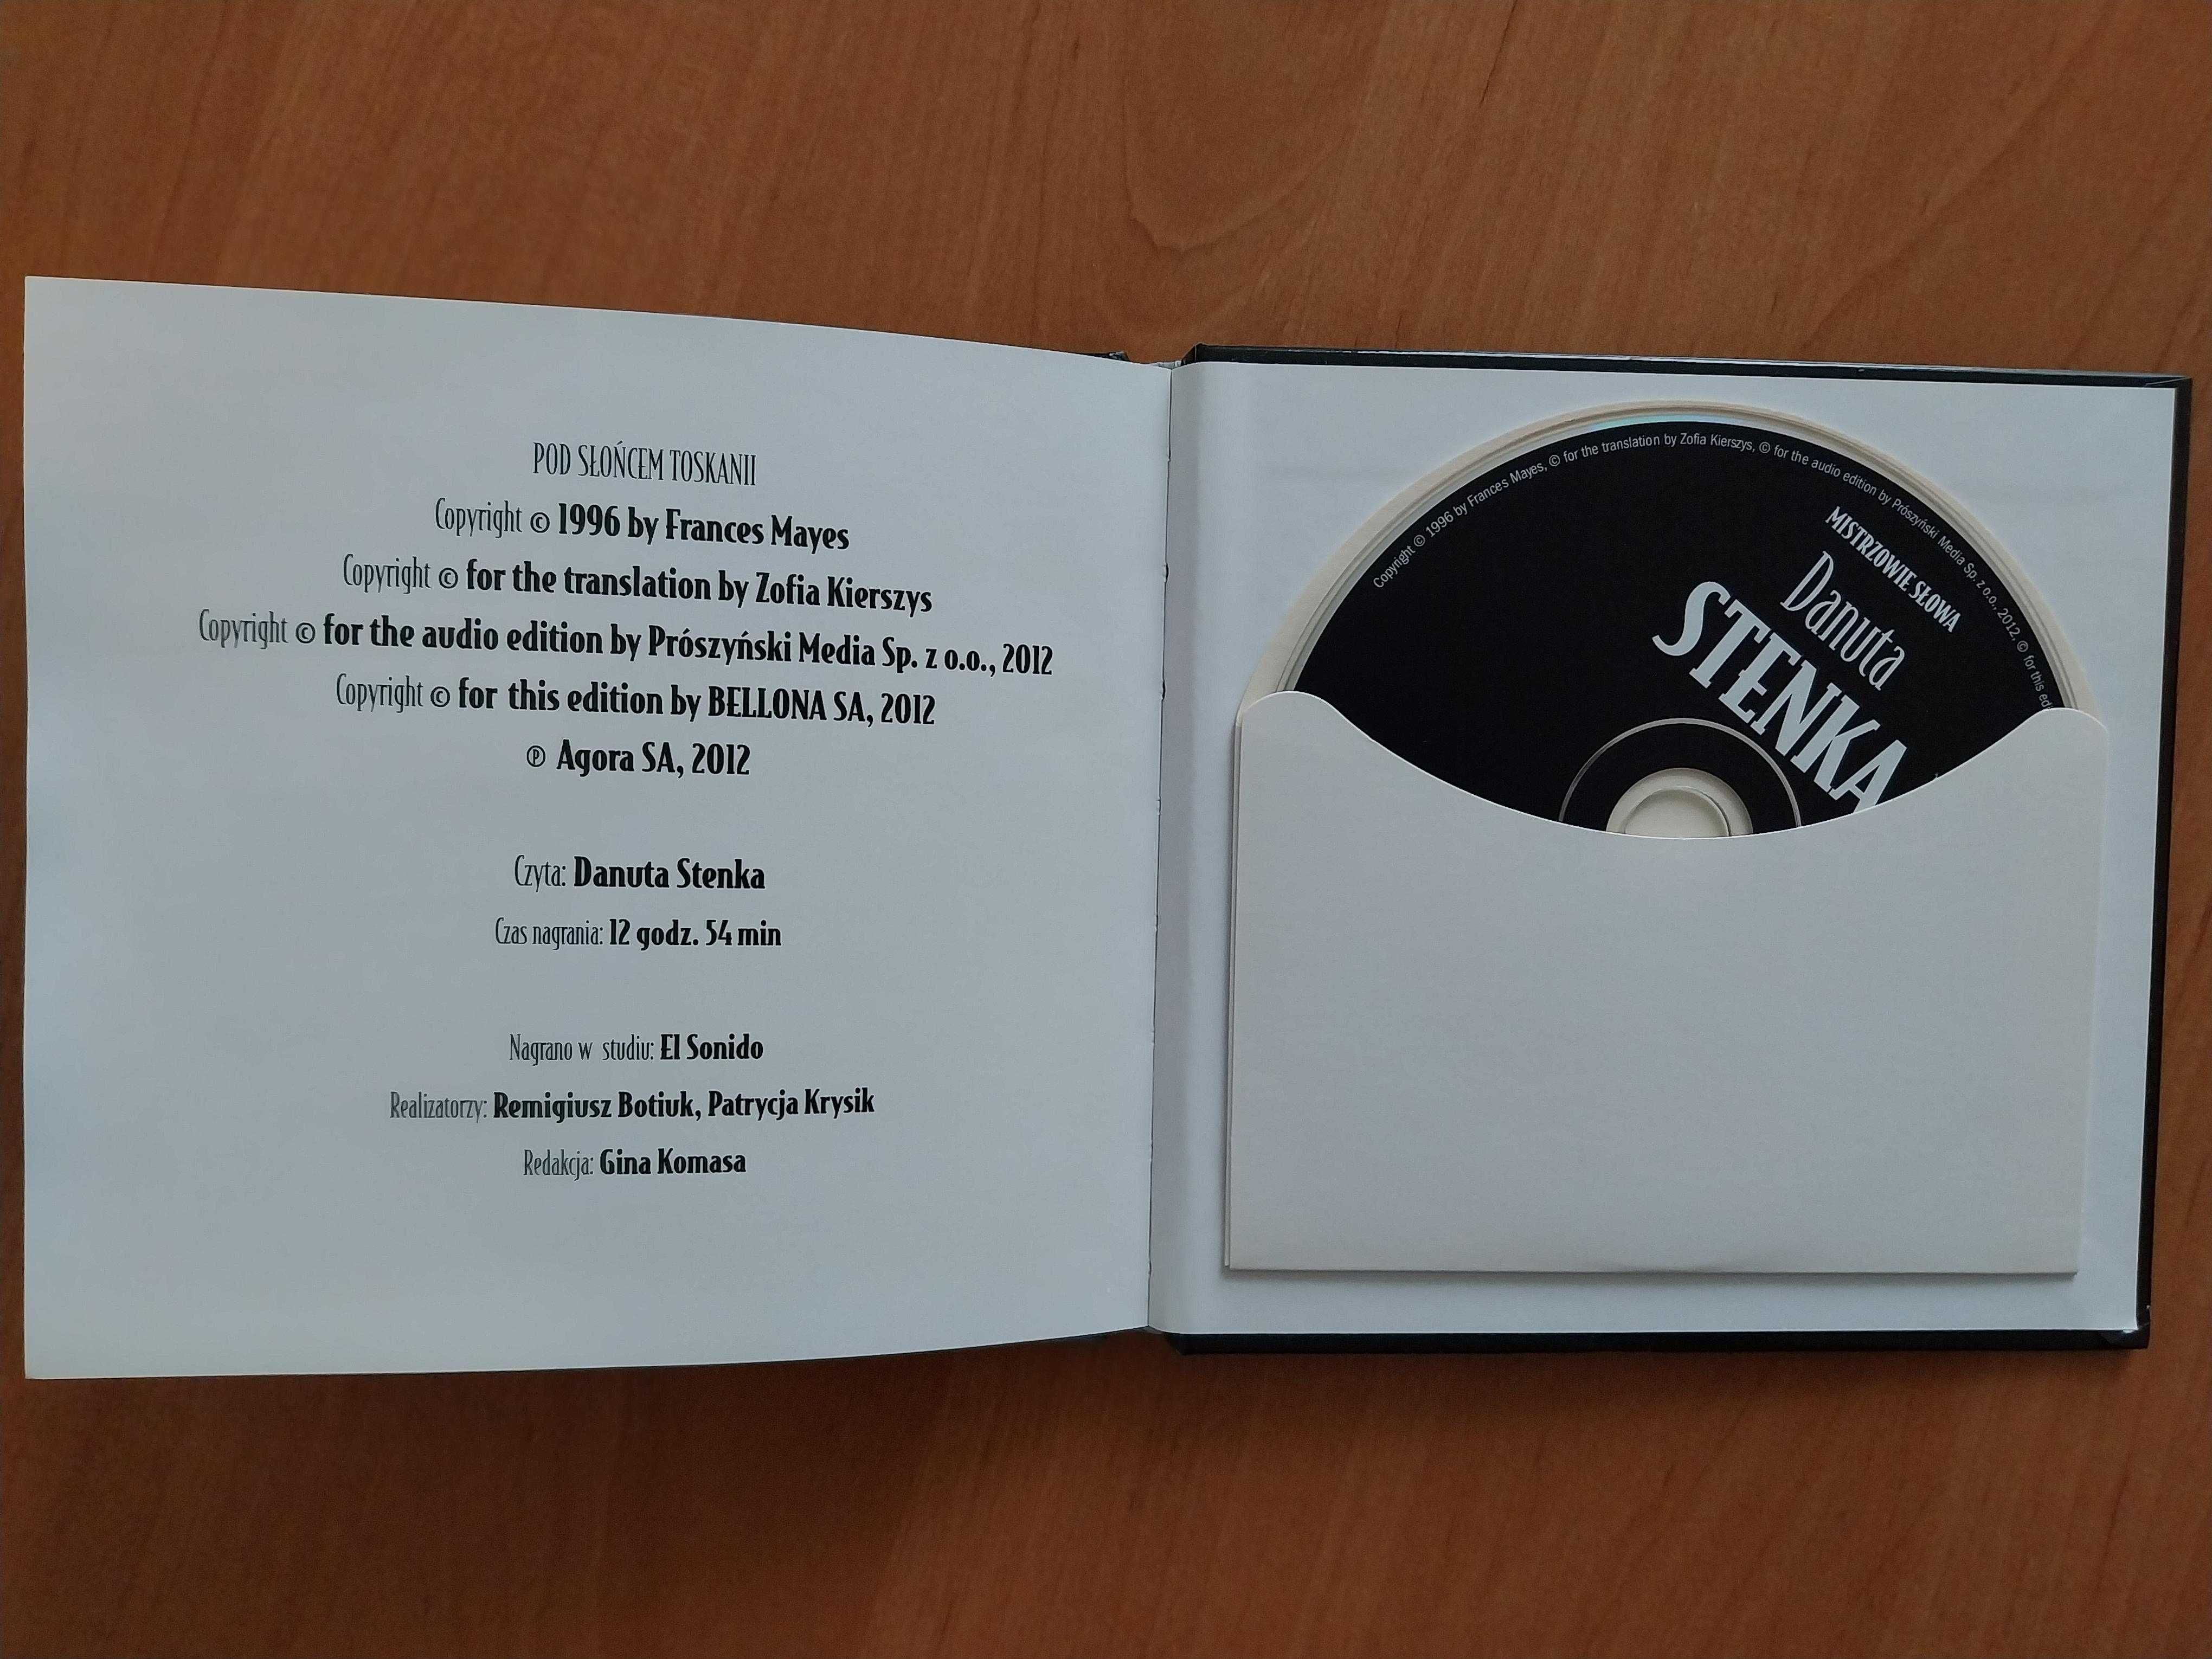 POD SŁOŃCEM TOSKANII
Copyright © 1996 by Frances Mayes
Copyright © for the translation by Zofia Kierszys
Copyright © for the audio edition by Prószyński Media Sp. z o.o., 2012
Copyright © for this edition by BELLONA SA, 2012
℗ Agora SA, 2012
Czyta: Danuta Stenka
Czas nagrania: 12 godz. 54 min
Nagrano w studiu: El Sonido
Realizatorzy: Remigiusz Botiuk, Patrycja Krysik
Redakcja: Gina Komasa
Copyright © 1996 by Frances Mayes, © for the translation by Zofia Kierszys, © for the audio edition by Prószyński Media Sp. z o.o., 2012, © for this ed
MISTRZOWIE SŁOWA
Danuta
STENKA